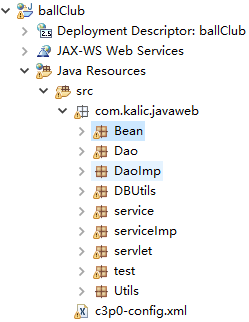 ballClub
Deployment Descriptor: ballClub
JAX-WS Web Services
Java Resources
src
com.kalic.javaweb
Bean
Dao
DaoImp
DBUtils
service
serviceImp
servlet
test
Utils
c3p0-config.xml